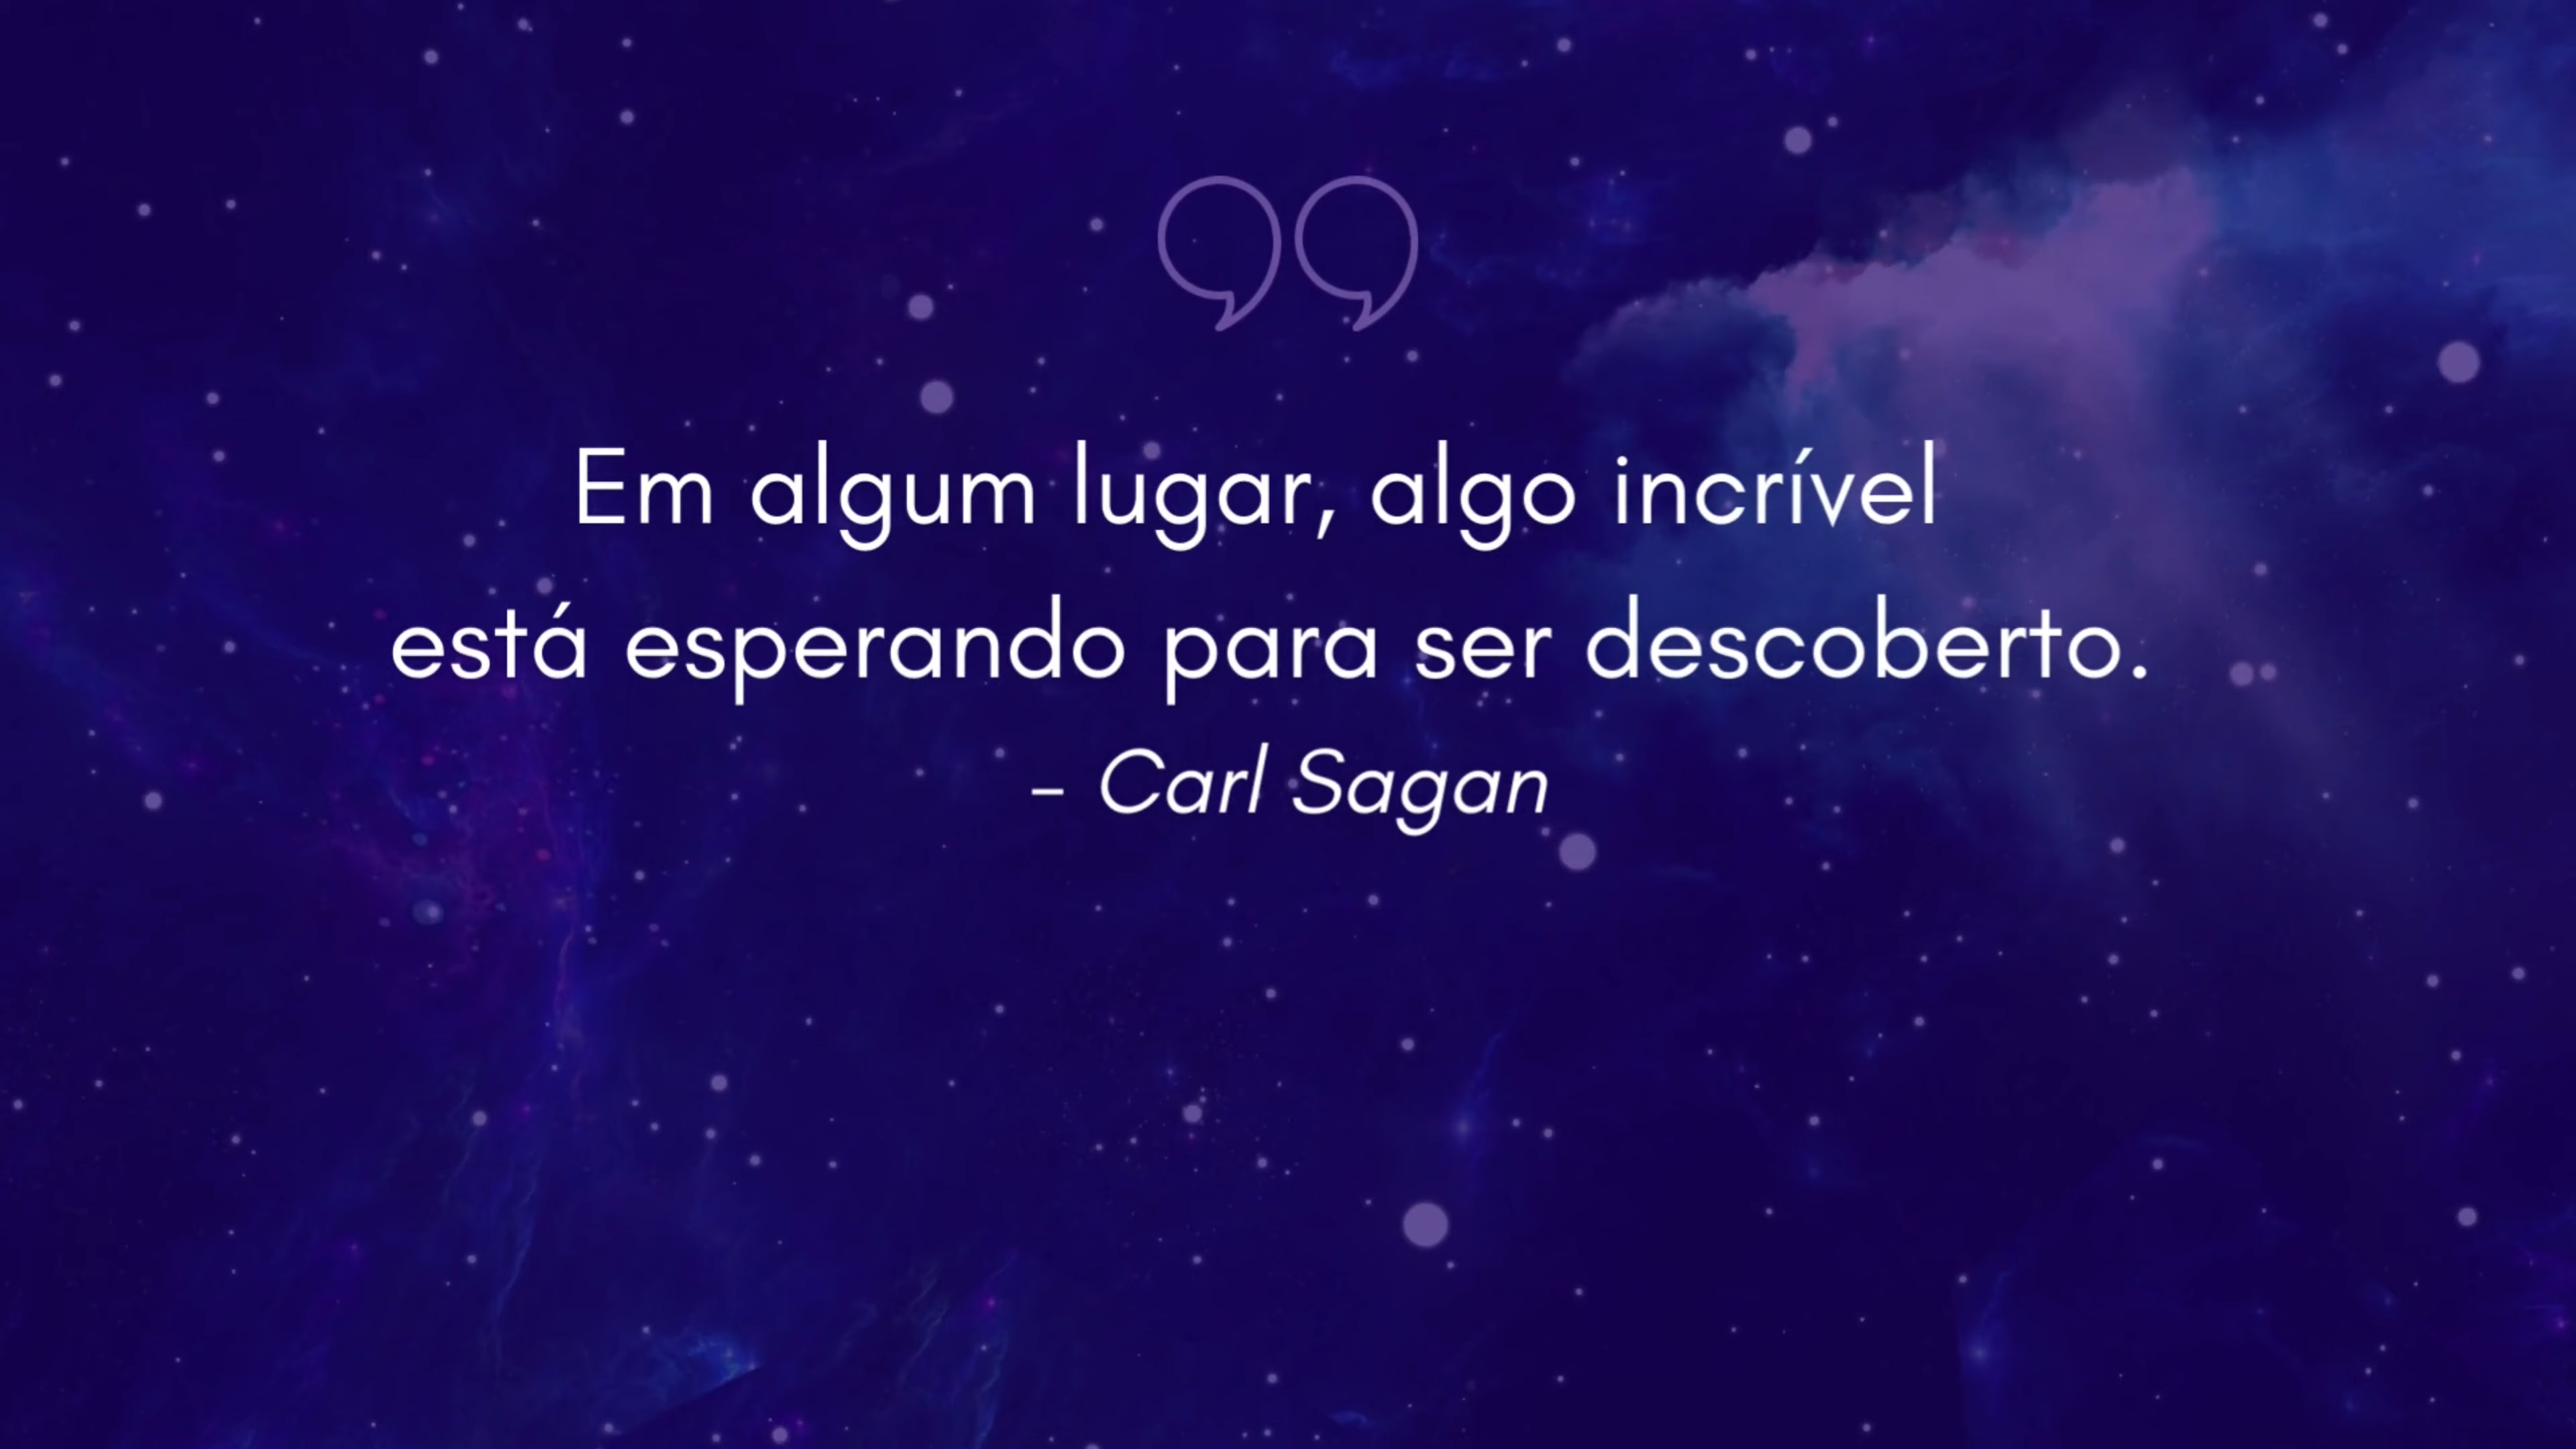 Em algum lugar, algo incrível
está esperando para ser descoberto.
- Carl Sagan